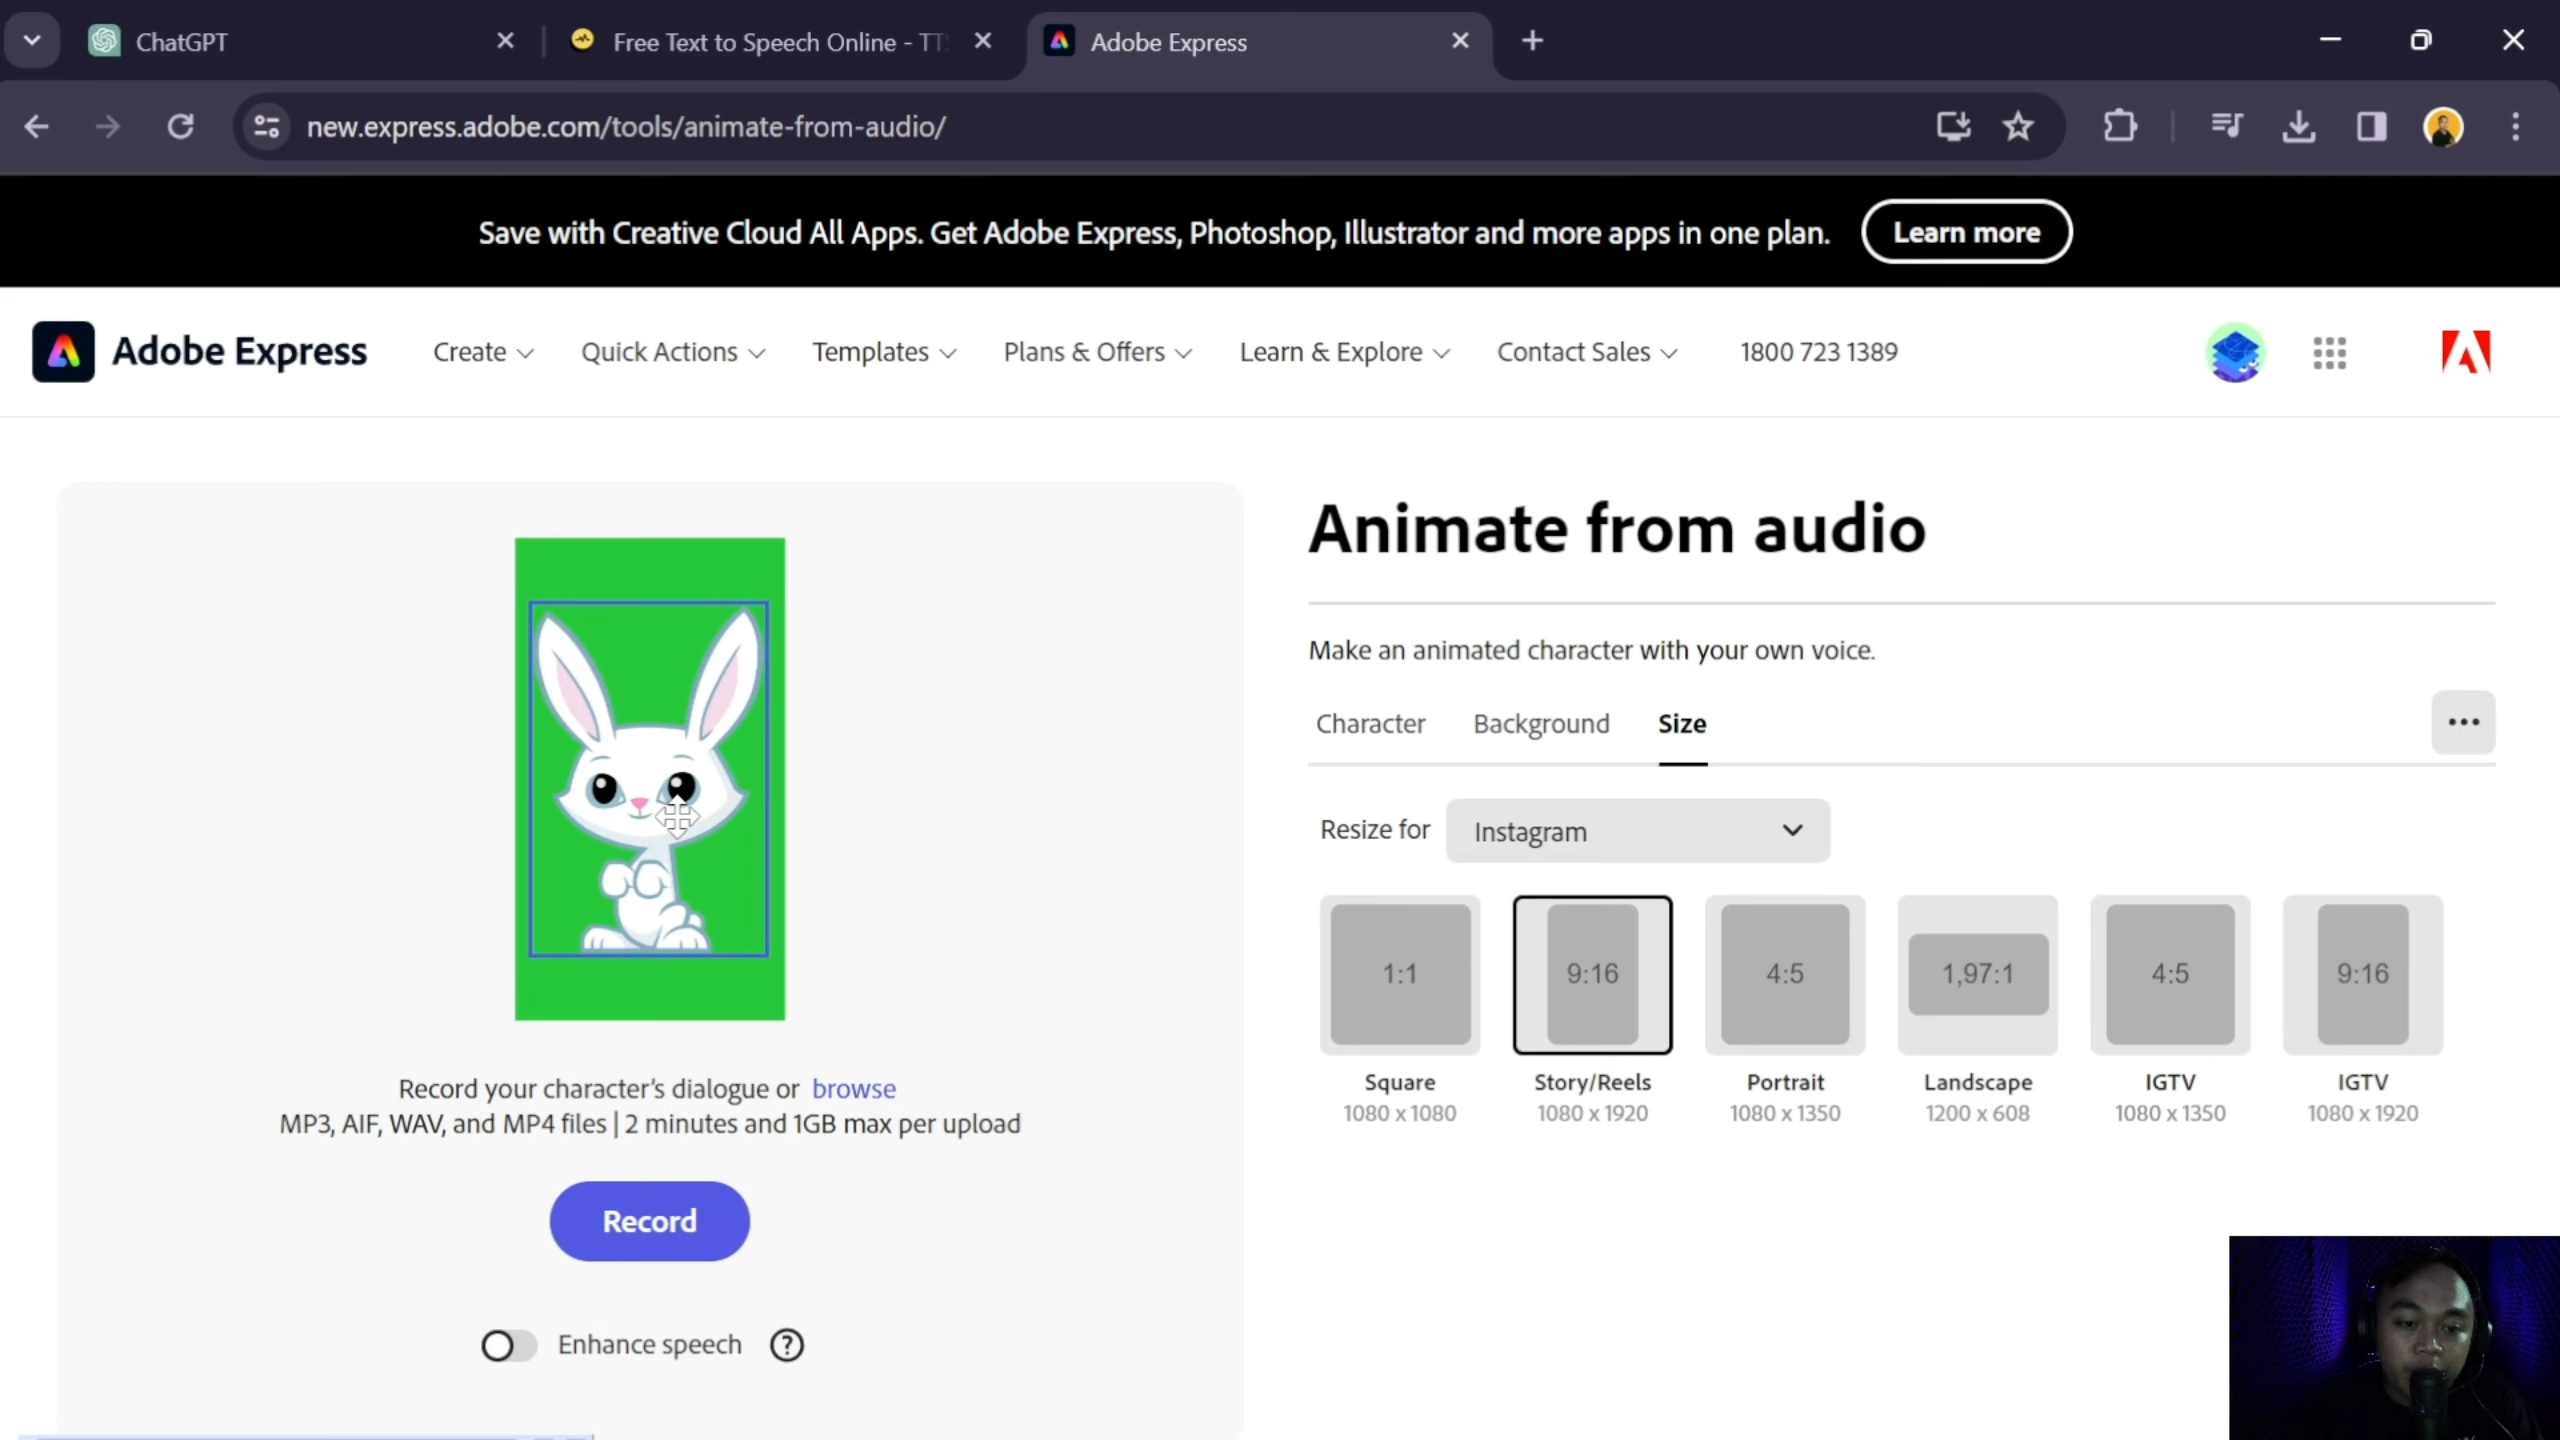 ChatGPT
Free Text to Speech Online - TTS
Adobe Express
new.express.adobe.com/tools/animate-from-audio/
Save with Creative Cloud All Apps. Get Adobe Express, Photoshop, Illustrator and more apps in one plan.
Learn more
Adobe Express
Create
Quick Actions
Templates
Plans & Offers
Learn & Explore
Contact Sales
1800 723 1389
Record your character's dialogue or browse
MP3, AIF, WAV, and MP4 files | 2 minutes and 1GB max per upload
Record
Enhance speech
Animate from audio
Make an animated character with your own voice.
Character
Background
Size
Resize for
Instagram
1:1
9:16
4:5
1,97:1
4:5
9:16
Square
Story/Reels
Portrait
Landscape
IGTV
IGTV
1080 x 1080
1080 x 1920
1080 x 1350
1200 x 608
1080 x 1350
1080 x 1920